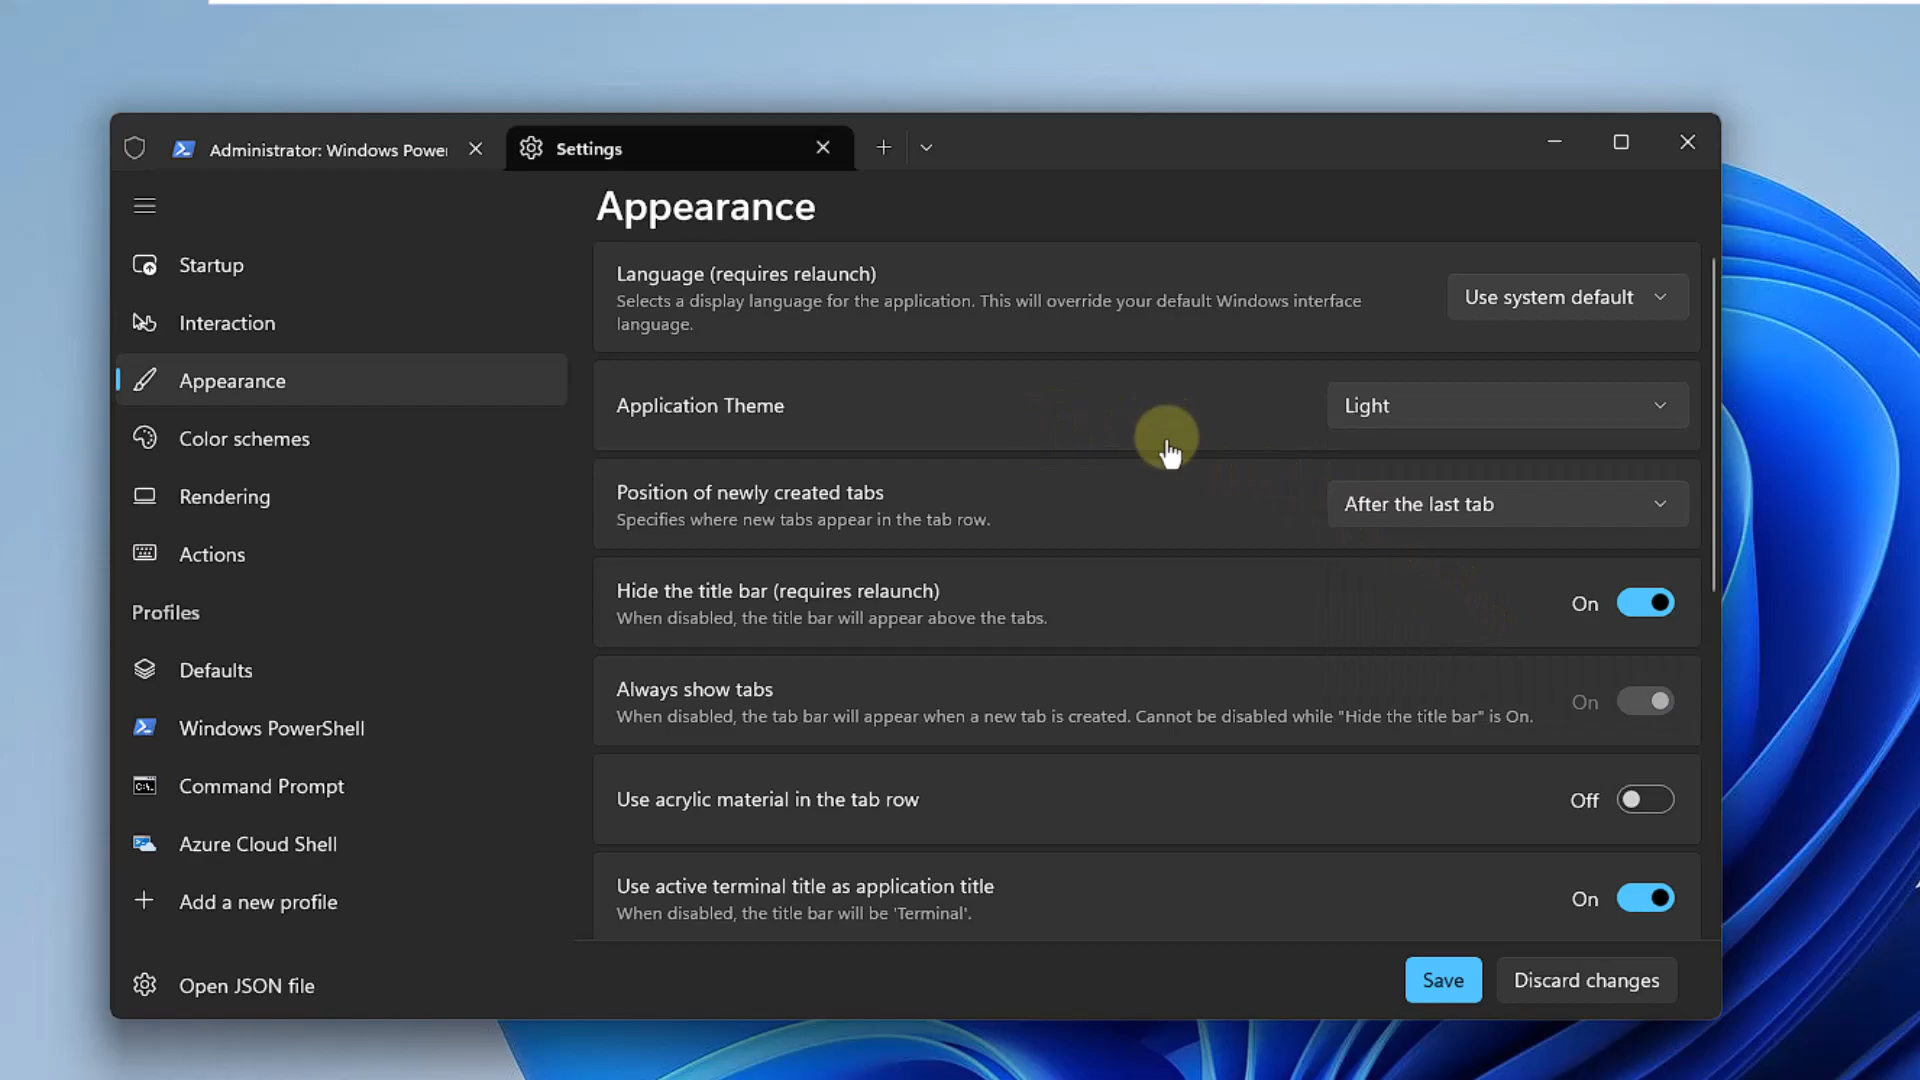 Administrator: Windows Power
Settings
Appearance
Startup
Interaction
Appearance
Color schemes
Rendering
Actions
Profiles
Defaults
Windows PowerShell
Command Prompt
Azure Cloud Shell
Add a new profile
Open JSON file
Language (requires relaunch)
Selects a display language for the application. This will override your default Windows interface
language.
Use system default
Application Theme
Light
Position of newly created tabs
Specifies where new tabs appear in the tab row.
After the last tab
Hide the title bar (requires relaunch)
When disabled, the title bar will appear above the tabs.
On
Always show tabs
When disabled, the tab bar will appear when a new tab is created. Cannot be disabled while "Hide the title bar" is On.
On
Use acrylic material in the tab row
Off
Use active terminal title as application title
When disabled, the title bar will be 'Terminal'.
On
Save
Discard changes